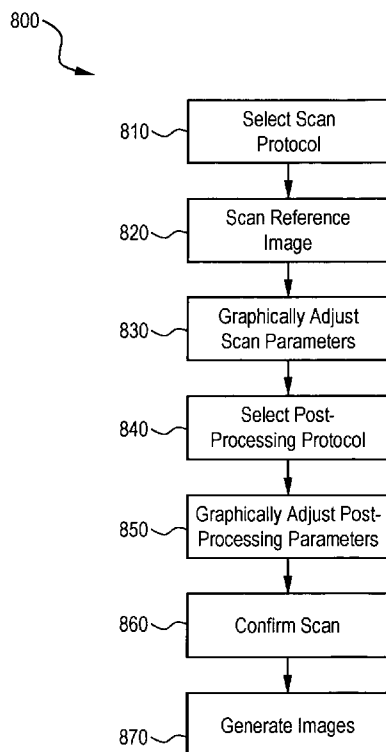 800
810
Select Scan
Protocol
820
Scan Reference
Image
830
Graphically Adjust
Scan Parameters
840
Select Post-
Processing Protocol
850
Graphically Adjust Post-
Processing Parameters
860
Confirm Scan
870
Generate Images